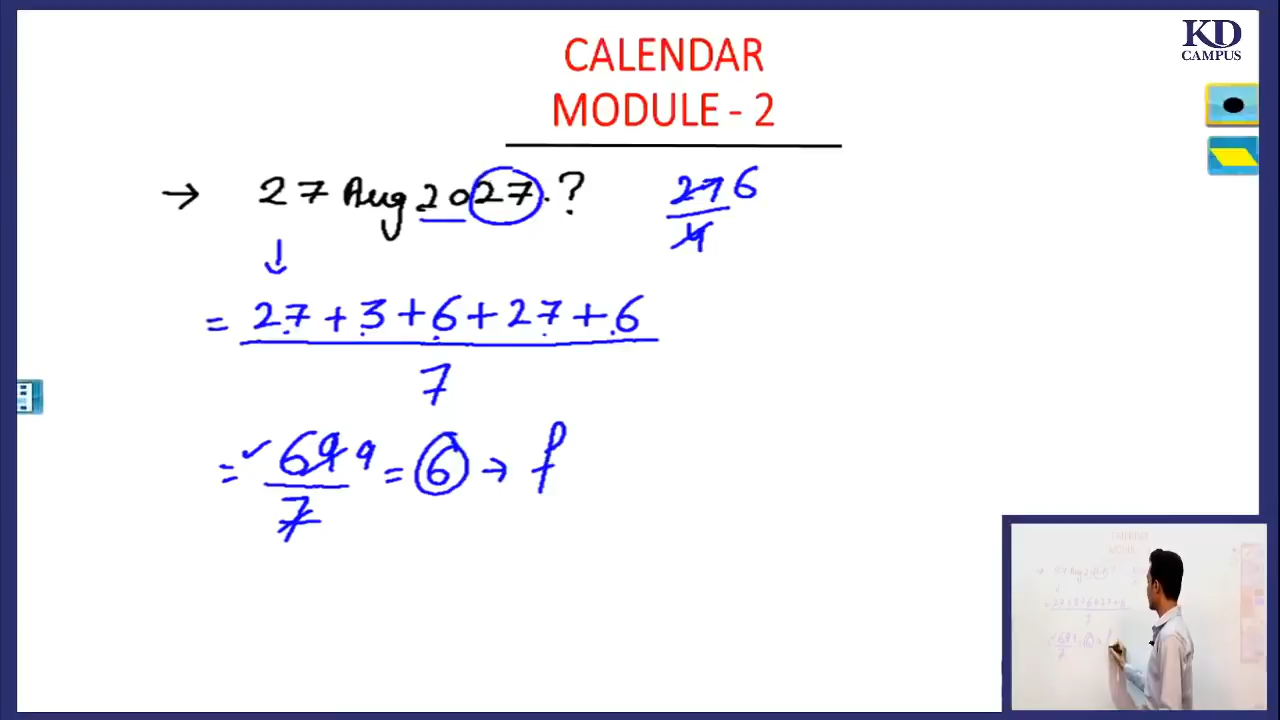 KD
CAMPUS
CALENDAR
MODULE - 2
→ 27 Aug 2027. ?
27 6
4
↓
= 27 + 3 + 6 + 27 + 6
7
= 69 9 = 6 → f
7